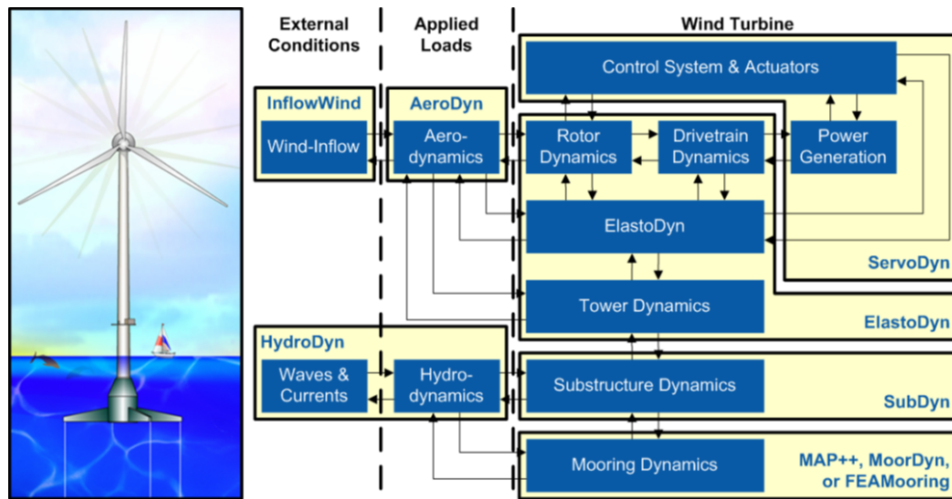 External
Conditions
Applied
Loads
Wind Turbine
Control System & Actuators
InflowWind
AeroDyn
Wind-Inflow
Aero-
dynamics
Rotor
Dynamics
Drivetrain
Dynamics
Power
Generation
ElastoDyn
ServoDyn
Tower Dynamics
ElastoDyn
HydroDyn
Waves &
Currents
Hydro-
dynamics
Substructure Dynamics
SubDyn
Mooring Dynamics
MAP++, MoorDyn,
or FEAMooring